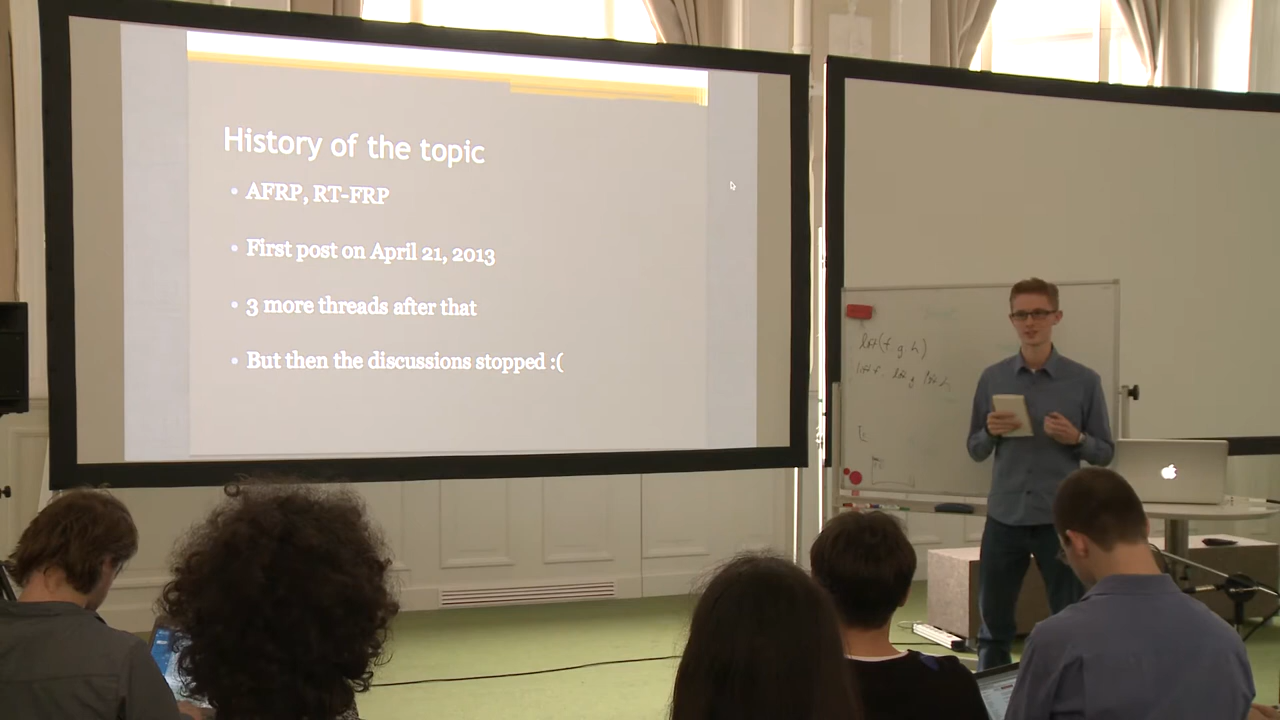 History of the topic
• AFRP, RT-FRP
• First post on April 21, 2013
• 3 more threads after that
• But then the discussions stopped :(
lift(f, g, h)